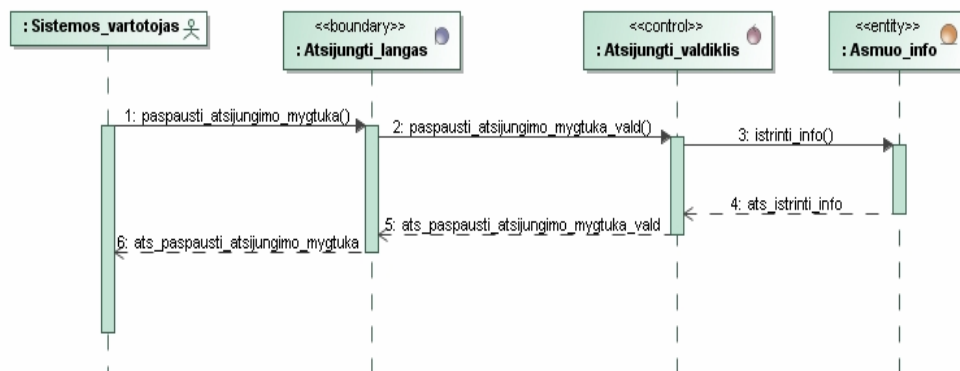 : Sistemos_vartotojas
<<boundary>>
: Atsijungti_langas
<<control>>
: Atsijungti_valdiklis
<<entity>>
: Asmuo_info
1: paspausti_atsijungimo_mygtuka()
2: paspausti_atsijungimo_mygtuka_vald()
3: istrinti_info()
4: ats_istrinti_info
5: ats_paspausti_atsijungimo_mygtuka_vald
6: ats_paspausti_atsijungimo_mygtuka